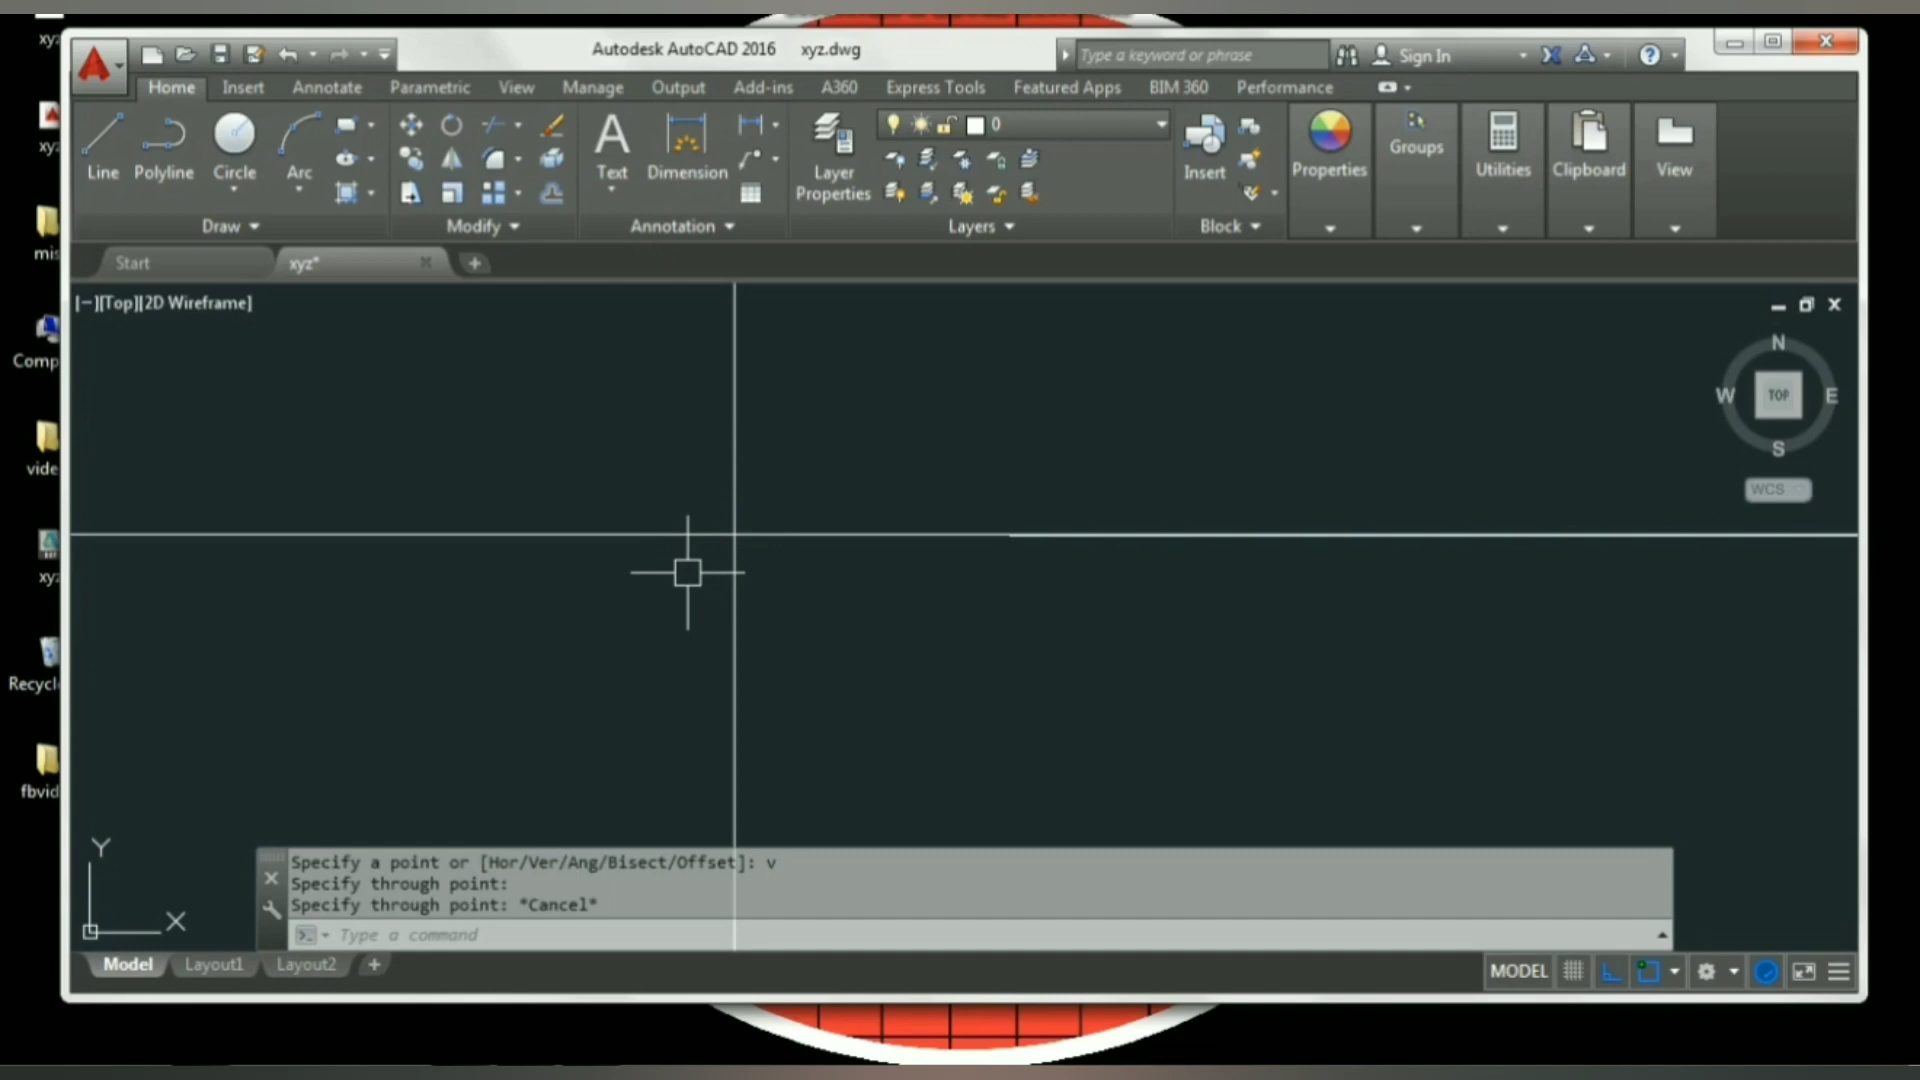 Autodesk AutoCAD 2016 xyz.dwg
Type a keyword or phrase
Sign In
Home Insert Annotate Parametric View Manage Output Add-ins A360 Express Tools Featured Apps BIM 360 Performance
Line Polyline Circle Arc
Text Dimension
Layer Properties
0
Insert
Properties
Groups
Utilities
Clipboard
View
Draw Modify Annotation Layers Block
Start xyz*
[−][Top][2D Wireframe]
N
W TOP E
S
WCS
Y
X
Specify a point or [Hor/Ver/Ang/Bisect/Offset]: v
Specify through point:
Specify through point: *Cancel*
Type a command
Model Layout1 Layout2
MODEL
xyz
xyz
mis
Comp
vide
xyz
Recycl
fbvid